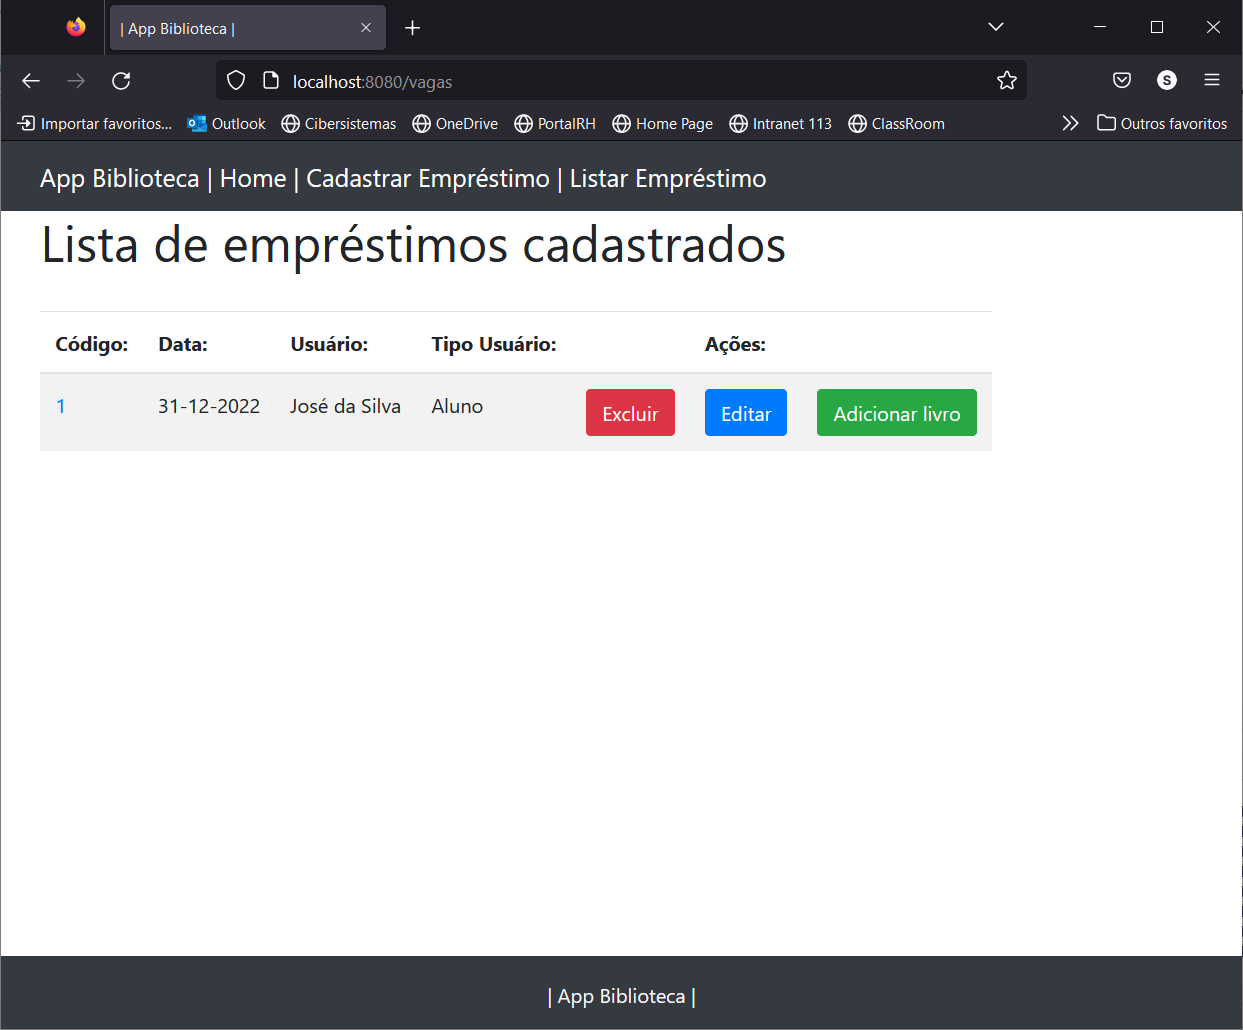 | App Biblioteca |
localhost:8080/vagas
Importar favoritos... Outlook Cibersistemas OneDrive PortalRH Home Page Intranet 113 ClassRoom Outros favoritos
App Biblioteca | Home | Cadastrar Empréstimo | Listar Empréstimo
Lista de empréstimos cadastrados
Código: Data: Usuário: Tipo Usuário: Ações:
1 31-12-2022 José da Silva Aluno Excluir Editar Adicionar livro
| App Biblioteca |